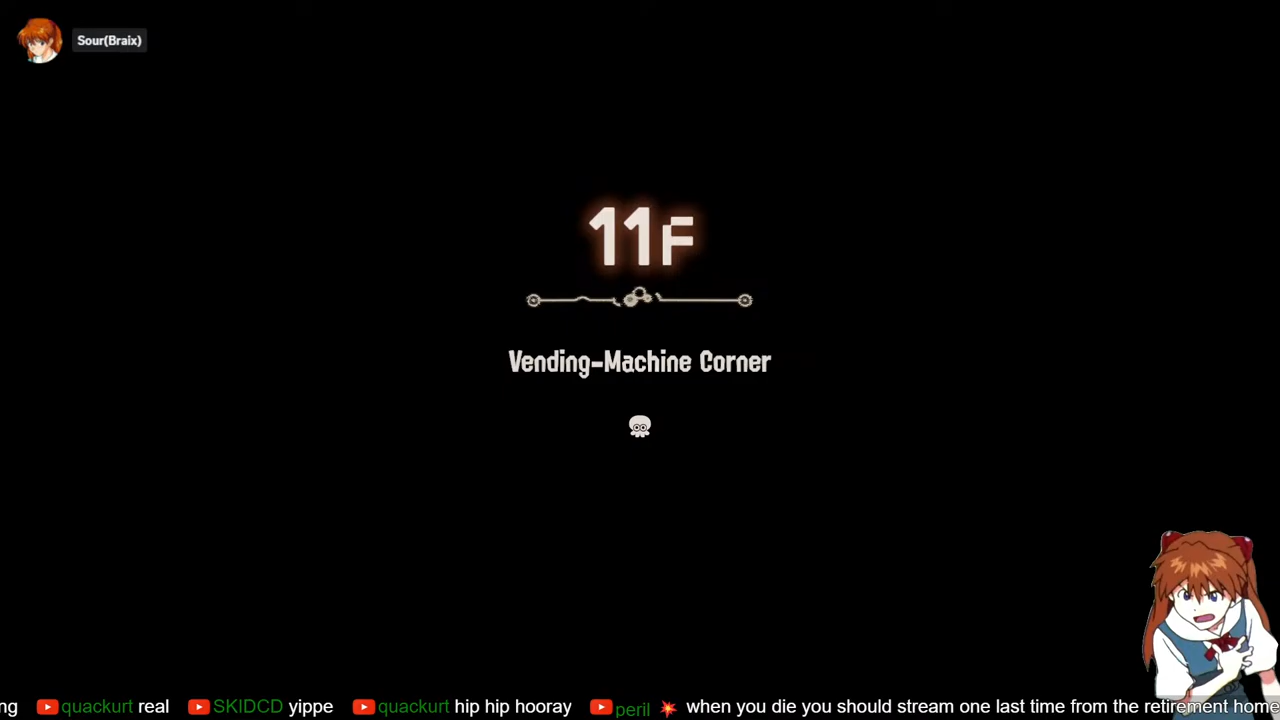 Sour(Braix)
11F
Vending-Machine Corner
ng quackurt real SKIDCD yippe quackurt hip hip hooray peril 💥 when you die you should stream one last time from the retirement home